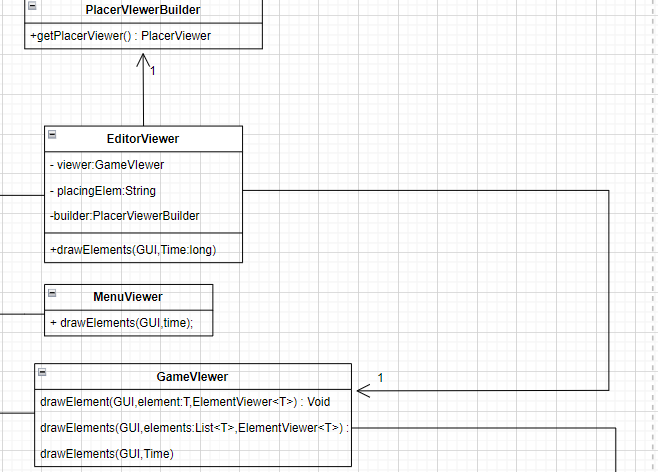 PlacerVIewerBuilder
+getPlacerViewer() : PlacerViewer
1
EditorViewer
- viewer:GameVIewer
- placingElem:String
-builder:PlacerViewerBuilder
+drawElements(GUI,Time:long)
MenuViewer
+ drawElements(GUI,time);
1
GameVIewer
drawElement(GUI,element:T,ElementViewer<T>) : Void
drawElements(GUI,elements:List<T>,ElementViewer<T>) :
drawElements(GUI,Time)